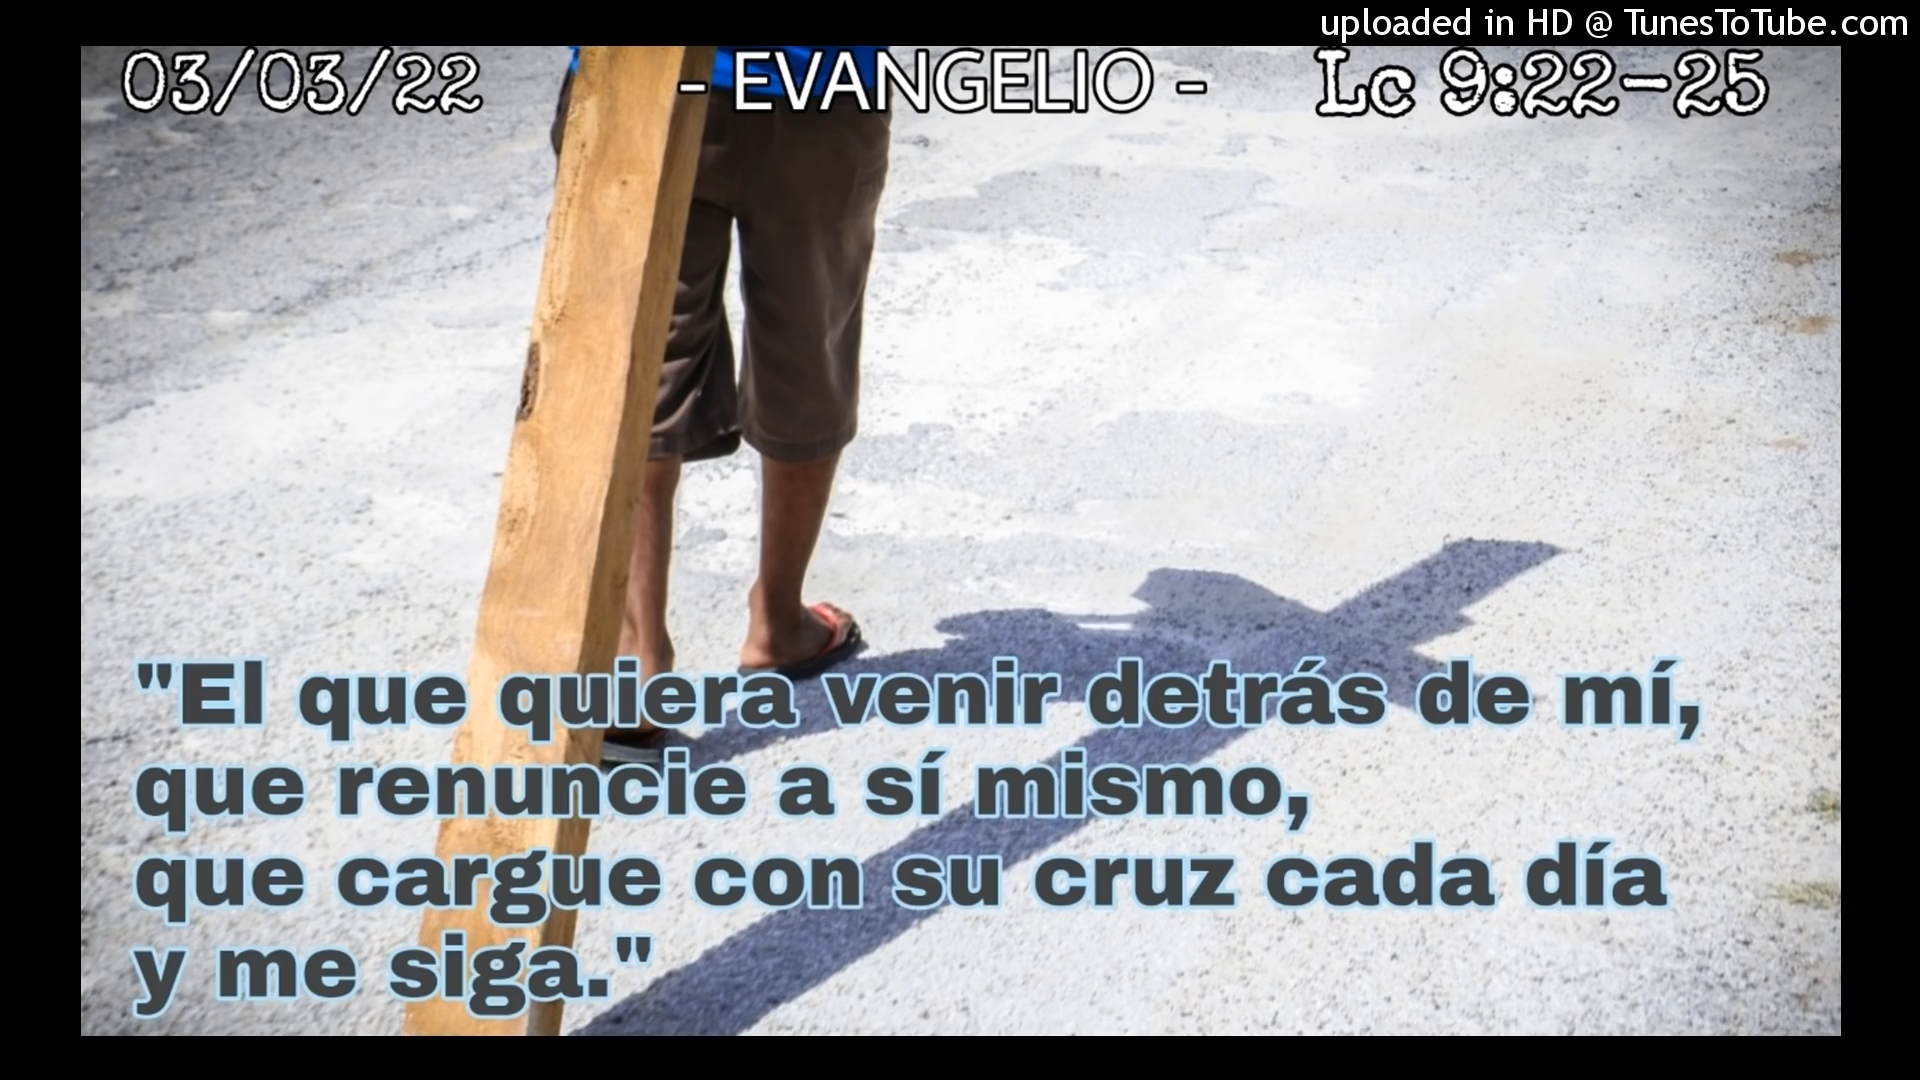 uploaded in HD @ TunesToTube.com
03/03/22 - EVANGELIO - Lc 9:22-25
"El que quiera venir detrás de mí,
que renuncie a sí mismo,
que cargue con su cruz cada día
y me siga."